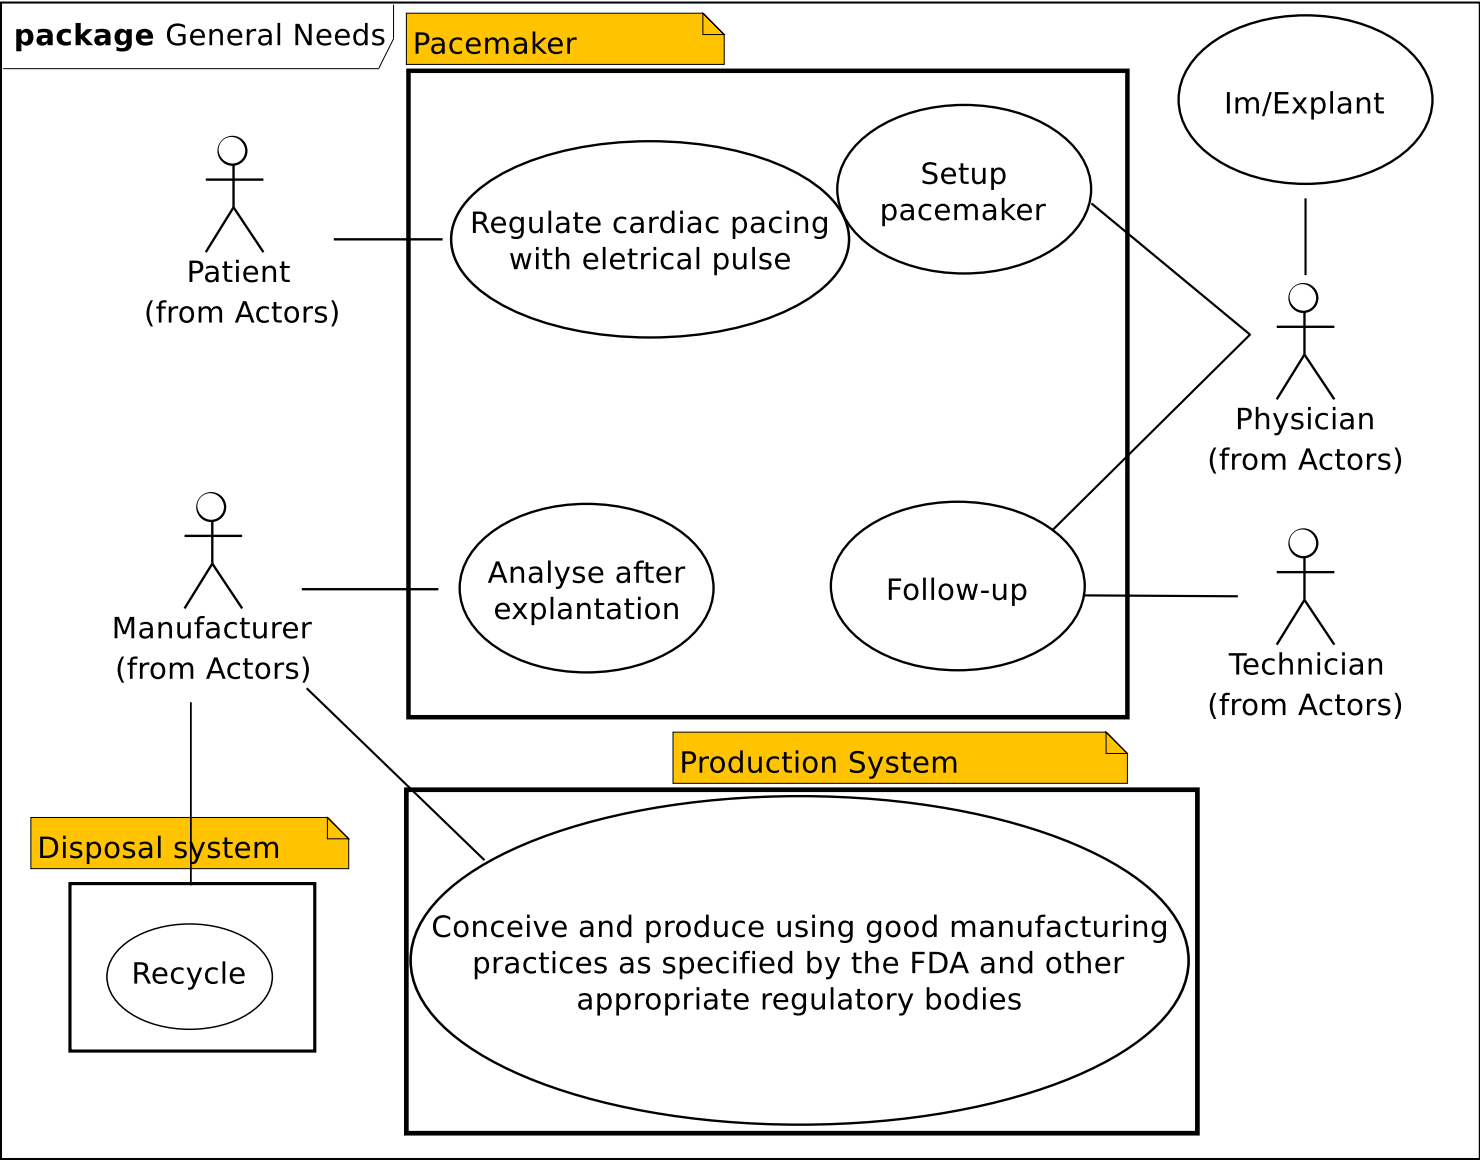 package General Needs
Pacemaker
Im/Explant
Setup
pacemaker
Regulate cardiac pacing
with eletrical pulse
Patient
(from Actors)
Physician
(from Actors)
Analyse after
explantation
Follow-up
Manufacturer
(from Actors)
Technician
(from Actors)
Production System
Disposal system
Recycle
Conceive and produce using good manufacturing
practices as specified by the FDA and other
appropriate regulatory bodies